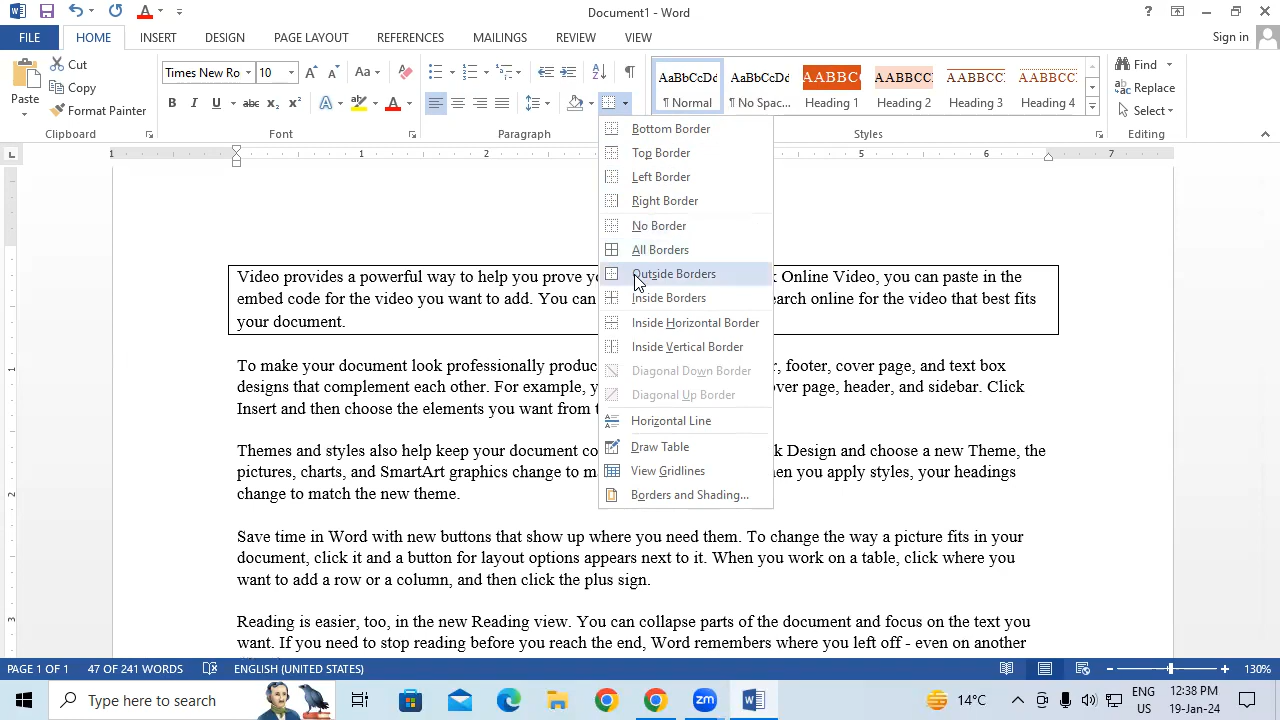 Document1 - Word
FILE HOME INSERT DESIGN PAGE LAYOUT REFERENCES MAILINGS REVIEW VIEW Sign in
Paste
Cut
Copy
Format Painter
Clipboard
Times New Ro 10
Font
Paragraph
AaBbCcDd
¶ Normal
AaBbCcDd
¶ No Spac...
AABBC
Heading 1
AABBCC
Heading 2
AABBCC
Heading 3
AABBCC
Heading 4
Styles
Find
Replace
Select
Editing
1 1 2 5 6 7
Bottom Border
Top Border
Left Border
Right Border
No Border
All Borders
Outside Borders
Inside Borders
Inside Horizontal Border
Inside Vertical Border
Diagonal Down Border
Diagonal Up Border
Horizontal Line
Draw Table
View Gridlines
Borders and Shading...
Video provides a powerful way to help you prove Online Video, you can paste in the
embed code for the video you want to add. You can online for the video that best fits
your document.
To make your document look professionally footer, cover page, and text box
designs that complement each other. For example, page, header, and sidebar. Click
Insert and then choose the elements you want from
Themes and styles also help keep your document Design and choose a new Theme, the
pictures, charts, and SmartArt graphics change to you apply styles, your headings
change to match the new theme.
Save time in Word with new buttons that show up where you need them. To change the way a picture fits in your
document, click it and a button for layout options appears next to it. When you work on a table, click where you
want to add a row or a column, and then click the plus sign.
Reading is easier, too, in the new Reading view. You can collapse parts of the document and focus on the text you
want. If you need to stop reading before you reach the end, Word remembers where you left off - even on another
PAGE 1 OF 1 47 OF 241 WORDS ENGLISH (UNITED STATES) 130%
Type here to search
14°C
ENG
US
12:38 PM
19-Jan-24